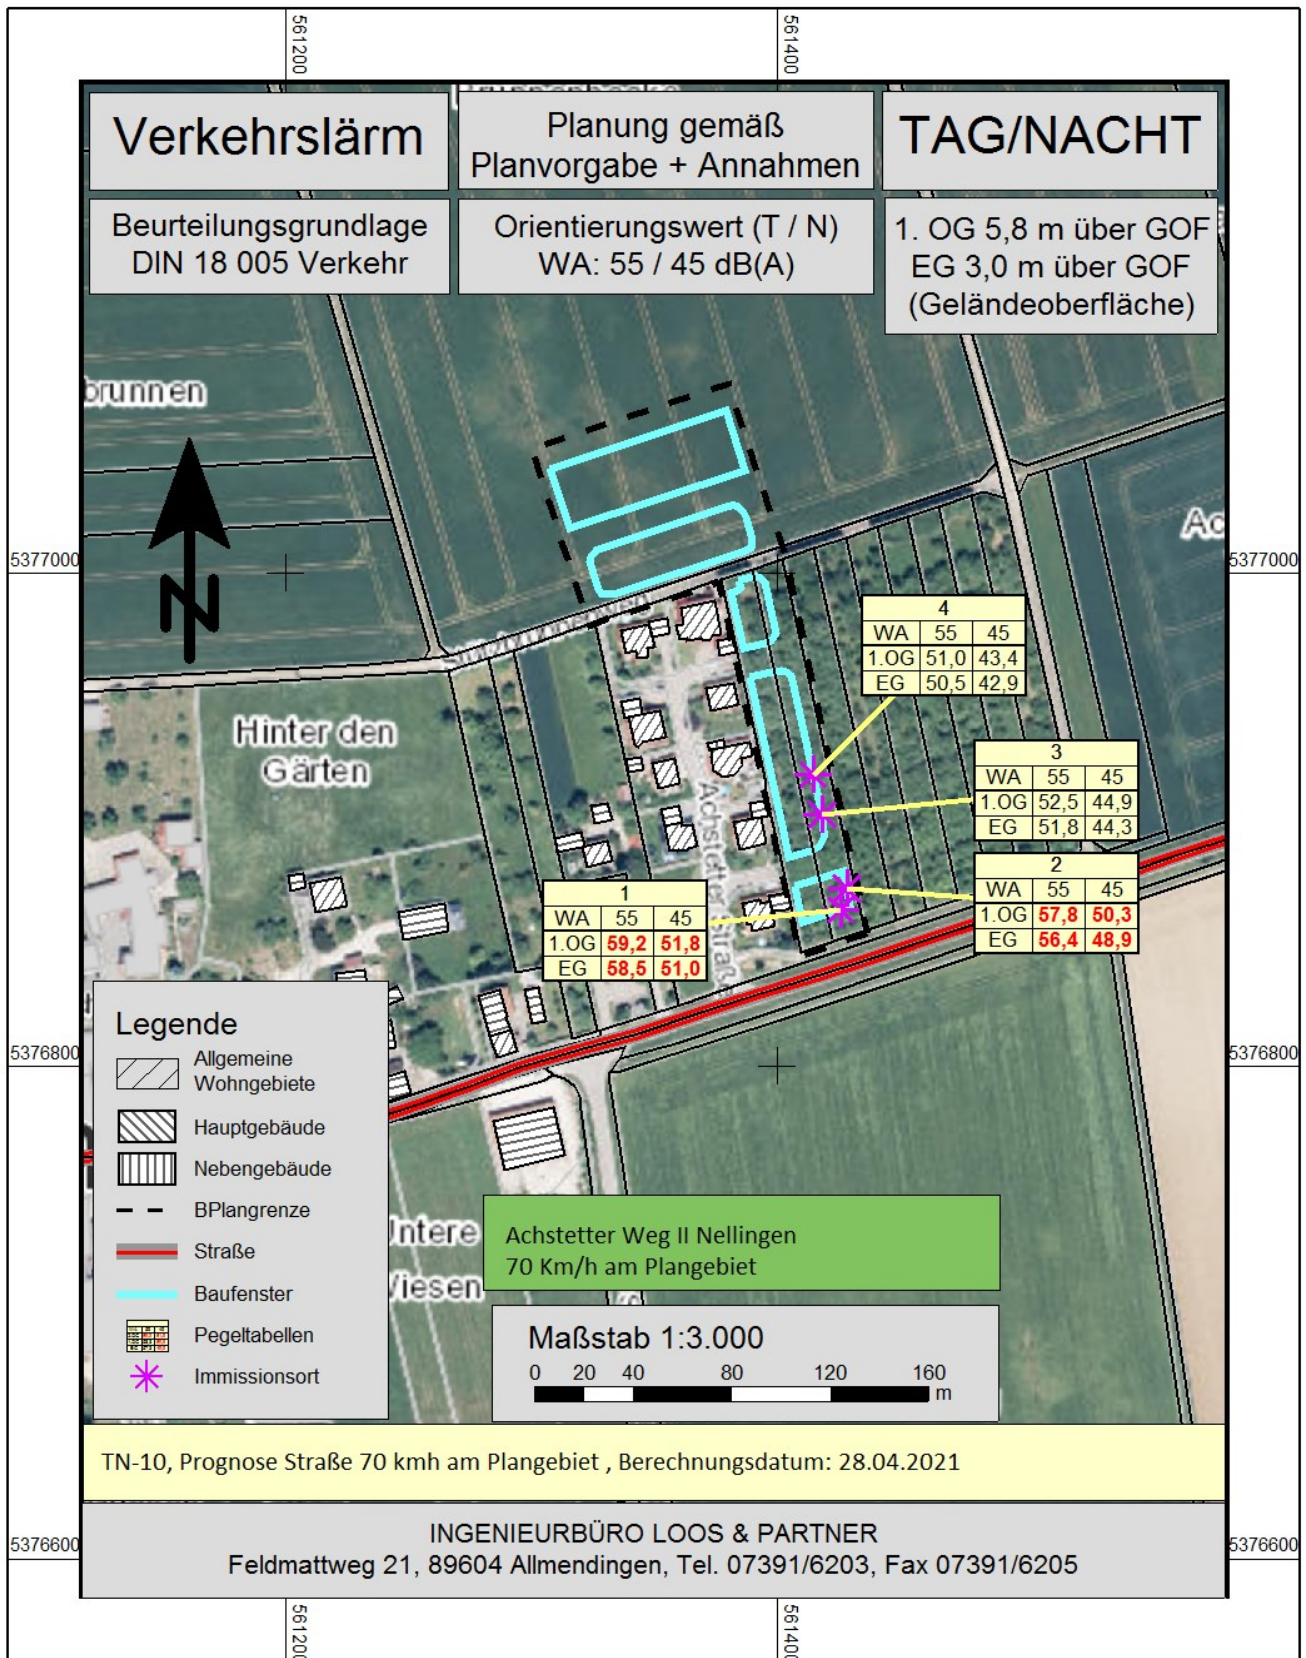 561200
561400
Verkehrslärm
Planung gemäß
Planvorgabe + Annahmen
TAG/NACHT
Beurteilungsgrundlage
DIN 18 005 Verkehr
Orientierungswert (T / N)
WA: 55 / 45 dB(A)
1. OG 5,8 m über GOF
EG 3,0 m über GOF
(Geländeoberfläche)
brunnen
N
Ac
5377000
5377000
4
WA 55 45
1.OG 51,0 43,4
EG 50,5 42,9
Hinter den
Gärten
3
WA 55 45
1.OG 52,5 44,9
EG 51,8 44,3
Achstetter Straße
2
WA 55 45
1.OG 57,8 50,3
EG 56,4 48,9
1
WA 55 45
1.OG 59,2 51,8
EG 58,5 51,0
5376800
5376800
Legende
Allgemeine
Wohngebiete
Hauptgebäude
Nebengebäude
BPlangrenze
Straße
Baufenster
Pegeltabellen
Immissionsort
Untere
Wiesen
Achstetter Weg II Nellingen
70 Km/h am Plangebiet
Maßstab 1:3.000
0 20 40 80 120 160
m
TN-10, Prognose Straße 70 kmh am Plangebiet , Berechnungsdatum: 28.04.2021
INGENIEURBÜRO LOOS & PARTNER
Feldmattweg 21, 89604 Allmendingen, Tel. 07391/6203, Fax 07391/6205
5376600
5376600
561200
561400